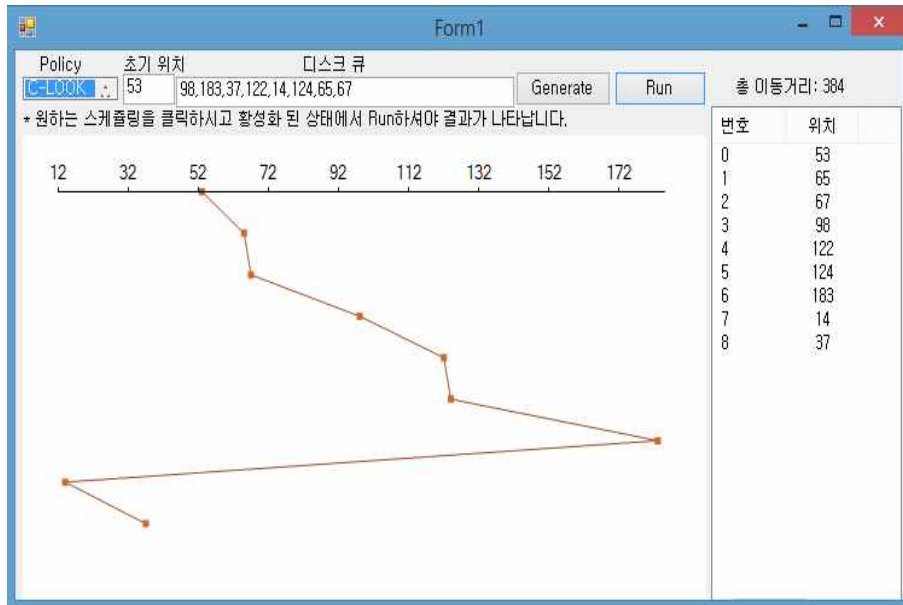 Form1
Policy 초기 위치 디스크 큐
C-LOOK 53 98,183,37,122,14,124,65,67 Generate Run 총 이동거리: 384
* 원하는 스케쥴링을 클릭하시고 황성화 된 상태에서 Run하셔야 결과가 나타납니다.
번호 위치
12 32 52 72 92 112 132 152 172
0 53
1 65
2 67
3 98
4 122
5 124
6 183
7 14
8 37